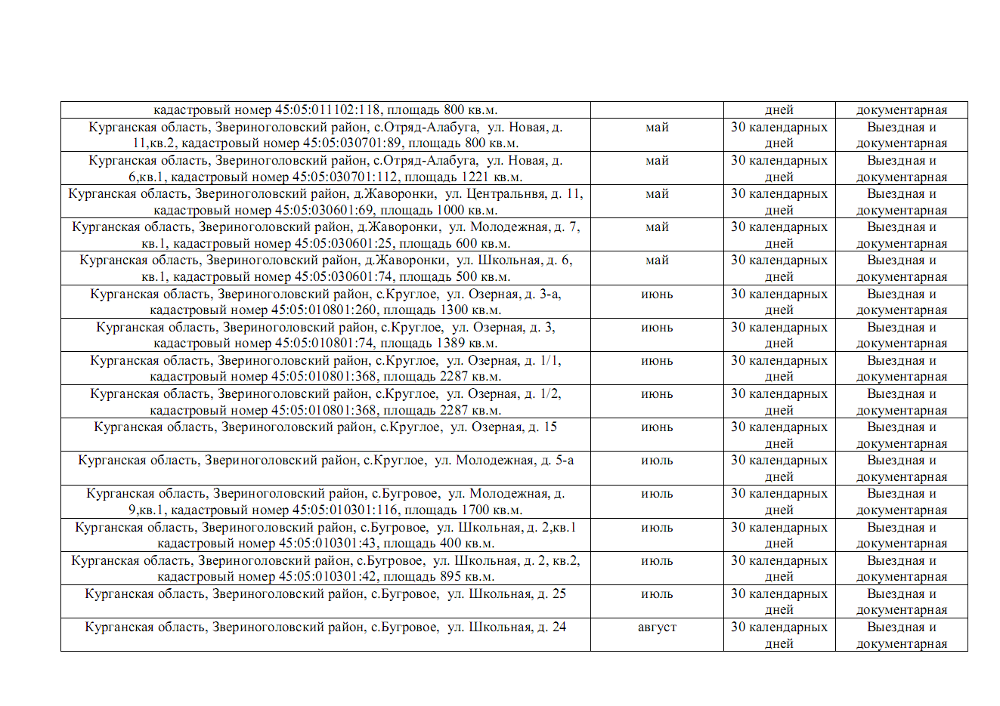 кадастровый номер 45:05:011102:118, площадь 800 кв.м. дней документарная
Курганская область, Звериноголовский район, с.Отряд-Алабуга, ул. Новая, д. май 30 календарных Выездная и
11,кв.2, кадастровый номер 45:05:030701:89, площадь 800 кв.м. дней документарная
Курганская область, Звериноголовский район, с.Отряд-Алабуга, ул. Новая, д. май 30 календарных Выездная и
6,кв.1, кадастровый номер 45:05:030701:112, площадь 1221 кв.м. дней документарная
Курганская область, Звериноголовский район, д.Жаворонки, ул. Центральнвя, д. 11, май 30 календарных Выездная и
кадастровый номер 45:05:030601:69, площадь 1000 кв.м. дней документарная
Курганская область, Звериноголовский район, д.Жаворонки, ул. Молодежная, д. 7, май 30 календарных Выездная и
кв.1, кадастровый номер 45:05:030601:25, площадь 600 кв.м. дней документарная
Курганская область, Звериноголовский район, д.Жаворонки, ул. Школьная, д. 6, май 30 календарных Выездная и
кв.1, кадастровый номер 45:05:030601:74, площадь 500 кв.м. дней документарная
Курганская область, Звериноголовский район, с.Круглое, ул. Озерная, д. 3-а, июнь 30 календарных Выездная и
кадастровый номер 45:05:010801:260, площадь 1300 кв.м. дней документарная
Курганская область, Звериноголовский район, с.Круглое, ул. Озерная, д. 3, июнь 30 календарных Выездная и
кадастровый номер 45:05:010801:74, площадь 1389 кв.м. дней документарная
Курганская область, Звериноголовский район, с.Круглое, ул. Озерная, д. 1/1, июнь 30 календарных Выездная и
кадастровый номер 45:05:010801:368, площадь 2287 кв.м. дней документарная
Курганская область, Звериноголовский район, с.Круглое, ул. Озерная, д. 1/2, июнь 30 календарных Выездная и
кадастровый номер 45:05:010801:368, площадь 2287 кв.м. дней документарная
Курганская область, Звериноголовский район, с.Круглое, ул. Озерная, д. 15 июнь 30 календарных Выездная и
дней документарная
Курганская область, Звериноголовский район, с.Круглое, ул. Молодежная, д. 5-а июль 30 календарных Выездная и
дней документарная
Курганская область, Звериноголовский район, с.Бугровое, ул. Молодежная, д. июль 30 календарных Выездная и
9,кв.1, кадастровый номер 45:05:010301:116, площадь 1700 кв.м. дней документарная
Курганская область, Звериноголовский район, с.Бугровое, ул. Школьная, д. 2,кв.1 июль 30 календарных Выездная и
кадастровый номер 45:05:010301:43, площадь 400 кв.м. дней документарная
Курганская область, Звериноголовский район, с.Бугровое, ул. Школьная, д. 2, кв.2, июль 30 календарных Выездная и
кадастровый номер 45:05:010301:42, площадь 895 кв.м. дней документарная
Курганская область, Звериноголовский район, с.Бугровое, ул. Школьная, д. 25 июль 30 календарных Выездная и
дней документарная
Курганская область, Звериноголовский район, с.Бугровое, ул. Школьная, д. 24 август 30 календарных Выездная и
дней документарная